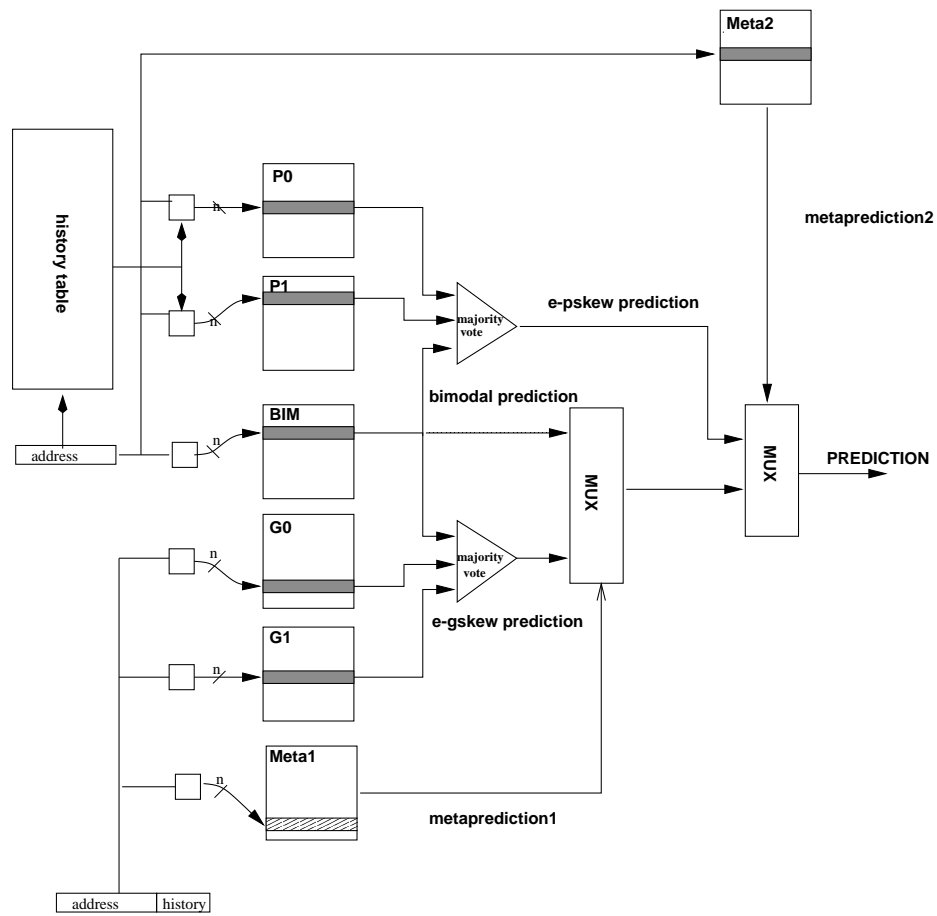 Meta2
P0
n
history table
metaprediction2
P1
n
e-pskew prediction
majority
vote
bimodal prediction
BIM
n
address
MUX
MUX
PREDICTION
G0
n
majority
vote
e-gskew prediction
G1
n
Meta1
n
metaprediction1
address
history